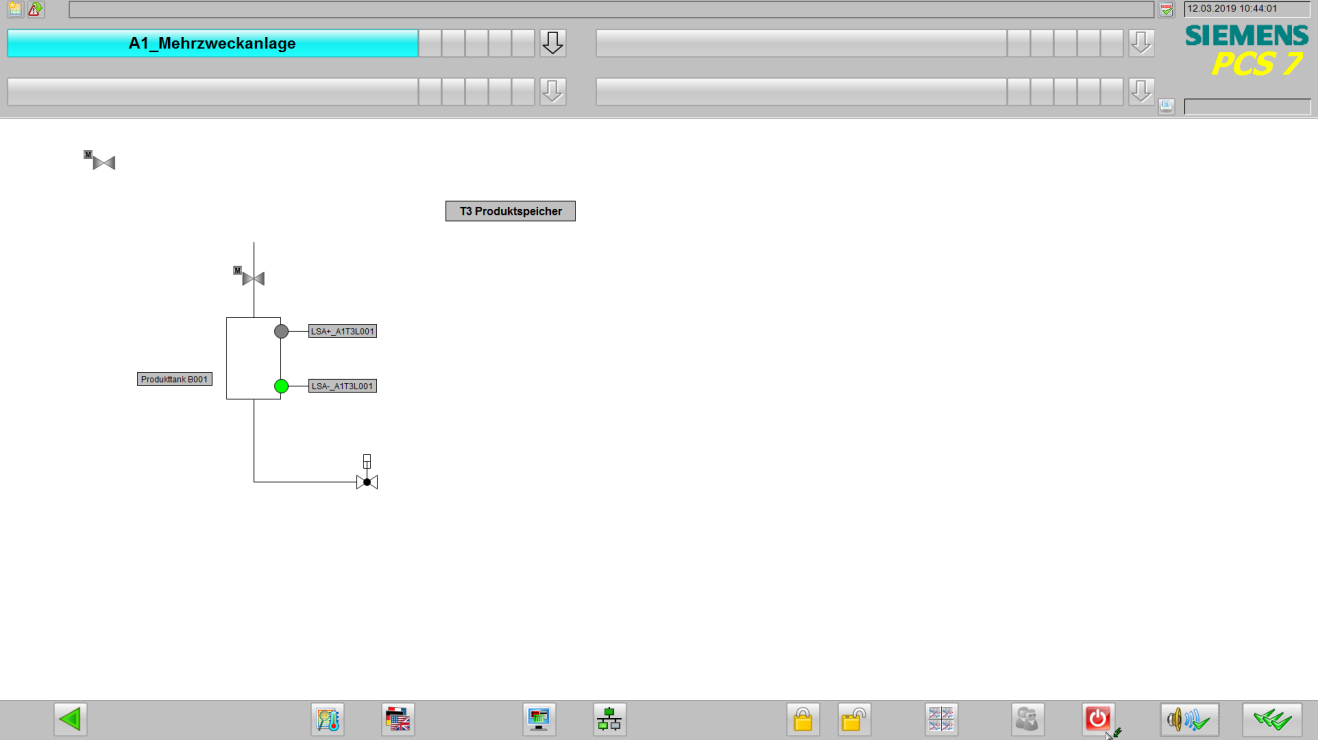 12.03.2019 10:44:01
A1_Mehrzweckanlage
SIEMENS
PCS 7
M
T3 Produktspeicher
M
LSA+_A1T3L001
Produkttank B001
LSA-_A1T3L001